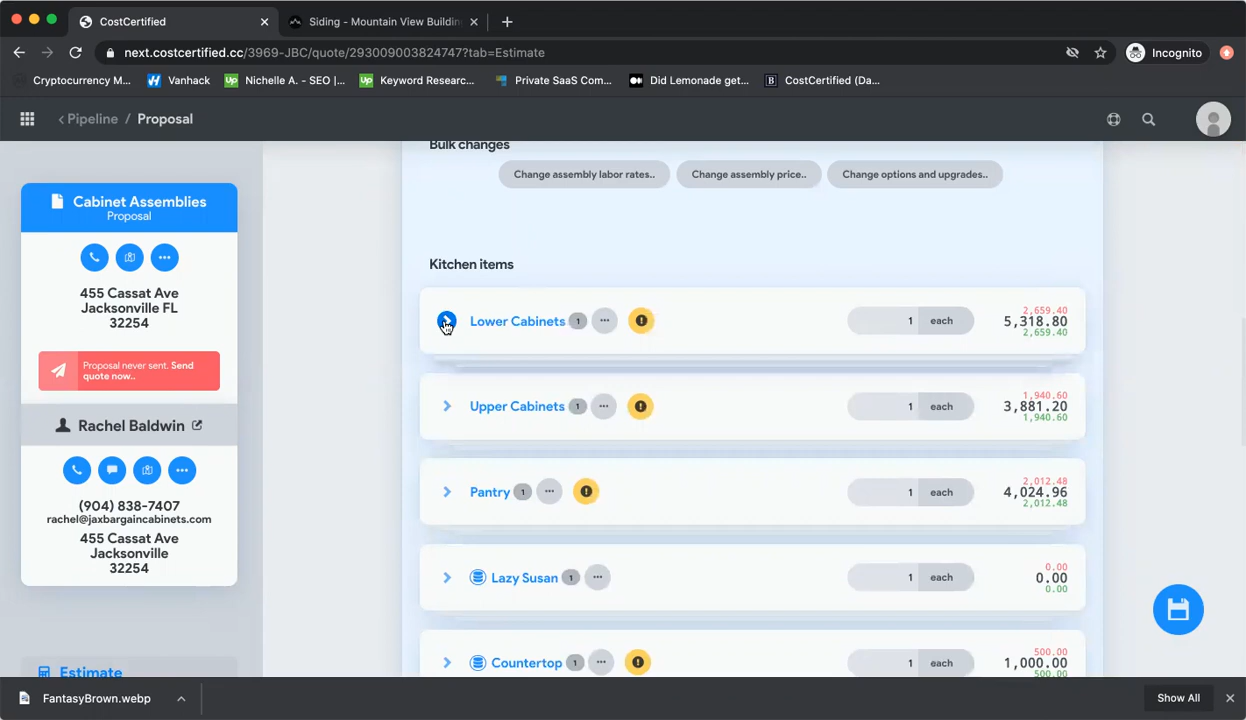 CostCertified
Siding - Mountain View Buildin
next.costcertified.cc/3969-JBC/quote/293009003824747?tab=Estimate
Incognito
Cryptocurrency M...
Vanhack
Nichelle A. - SEO |...
Keyword Researc...
Private SaaS Com...
Did Lemonade get...
CostCertified (Da...
Pipeline / Proposal
Cabinet Assemblies
Proposal
455 Cassat Ave
Jacksonville FL
32254
Proposal never sent. Send
quote now..
Rachel Baldwin
(904) 838-7407
rachel@jaxbargaincabinets.com
455 Cassat Ave
Jacksonville
32254
Estimate
Bulk changes
Change assembly labor rates..
Change assembly price..
Change options and upgrades..
Kitchen items
Lower Cabinets 1 ... 1 each
2,659.40
5,318.80
2,659.40
Upper Cabinets 1 ... 1 each
1,940.60
3,881.20
1,940.60
Pantry 1 ... 1 each
2,012.48
4,024.96
2,012.48
Lazy Susan 1 ... 1 each
0.00
0.00
0.00
Countertop 1 ... 1 each
500.00
1,000.00
500.00
FantasyBrown.webp
Show All